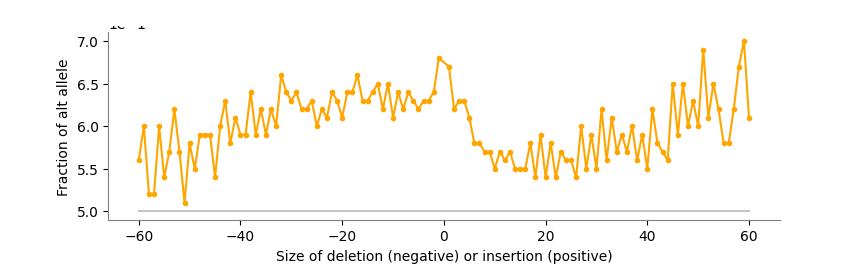 7.0
6.5
6.0
5.5
5.0
Fraction of alt allele
−60 −40 −20 0 20 40 60
Size of deletion (negative) or insertion (positive)